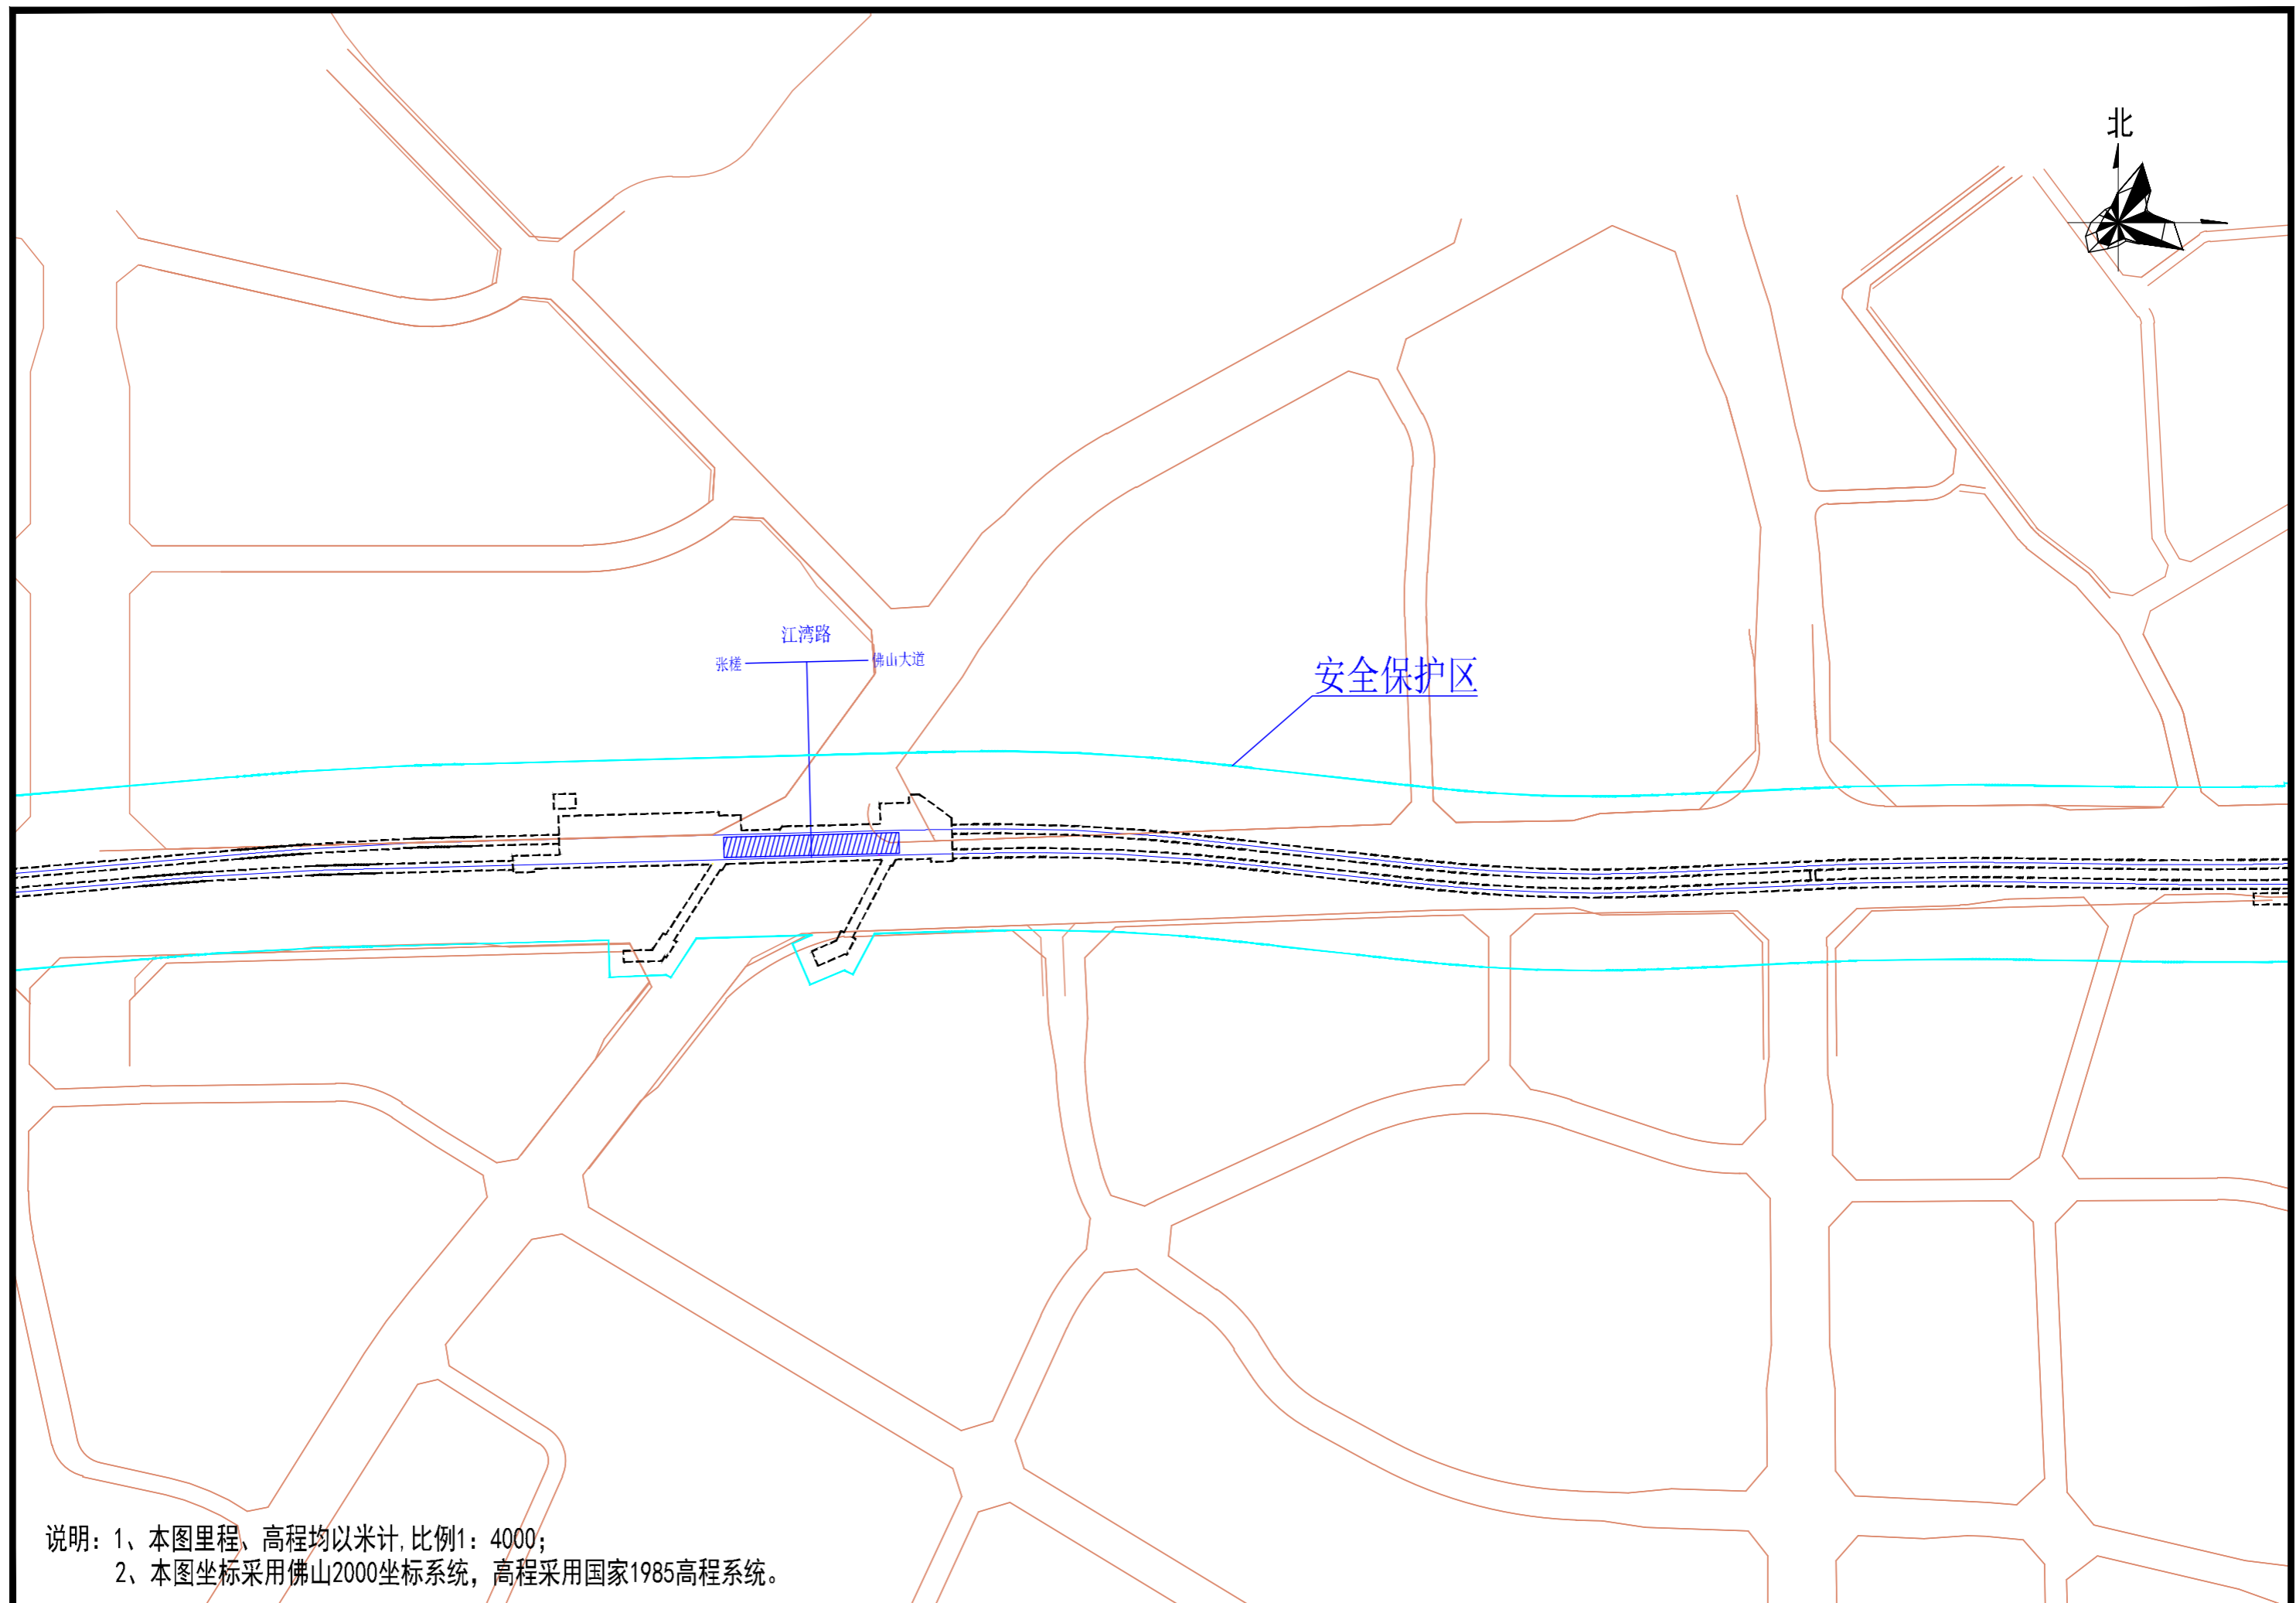 北
江湾路
张槎
佛山大道
安全保护区
说明：1、本图里程、高程均以米计,比例1：4000；
2、本图坐标采用佛山2000坐标系统，高程采用国家1985高程系统。